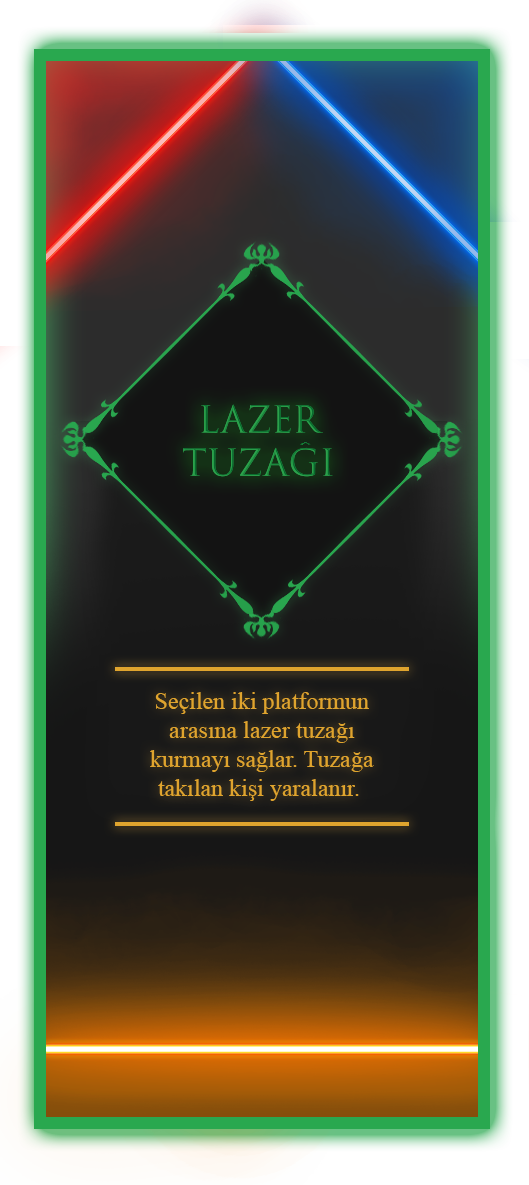 LAZER
TUZAĞI
Seçilen iki platformun
arasına lazer tuzağı
kurmayı sağlar. Tuzağa
takılan kişi yaralanır.